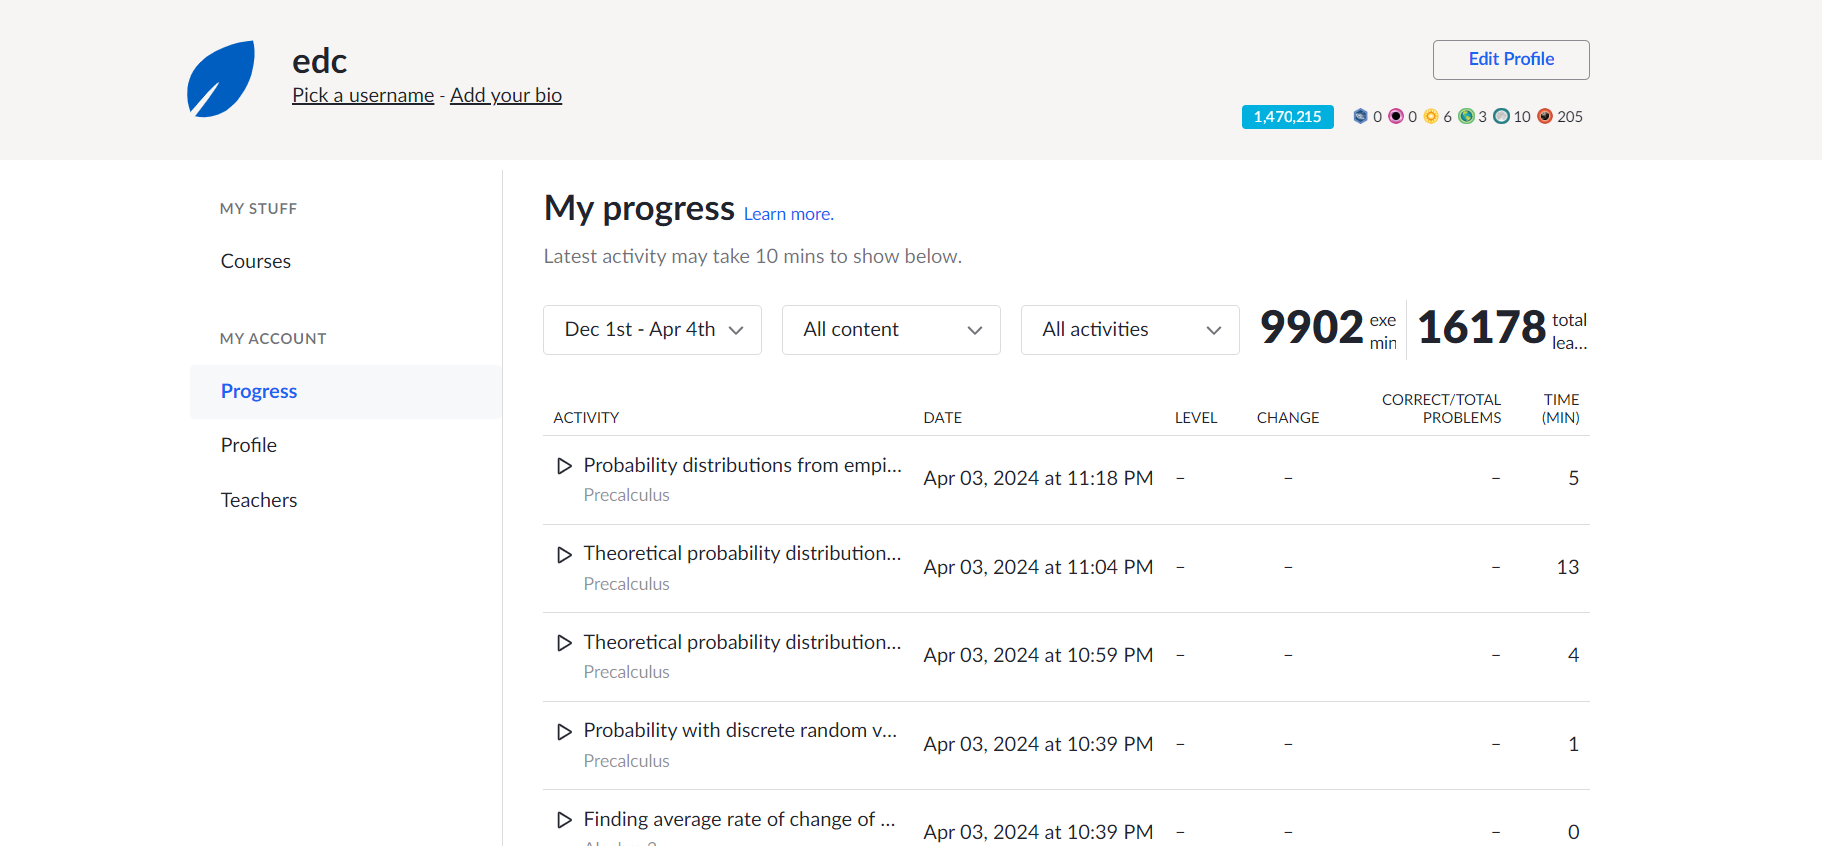 edc
Pick a username - Add your bio
Edit Profile
1,470,215 0 0 6 3 10 205
MY STUFF
Courses
MY ACCOUNT
Progress
Profile
Teachers
My progress Learn more.
Latest activity may take 10 mins to show below.
Dec 1st - Apr 4th All content All activities
9902 exe min
16178 total lea...
ACTIVITY DATE LEVEL CHANGE CORRECT/TOTAL PROBLEMS TIME (MIN)
Probability distributions from empi... Apr 03, 2024 at 11:18 PM – – – 5
Precalculus
Theoretical probability distribution... Apr 03, 2024 at 11:04 PM – – – 13
Precalculus
Theoretical probability distribution... Apr 03, 2024 at 10:59 PM – – – 4
Precalculus
Probability with discrete random v... Apr 03, 2024 at 10:39 PM – – – 1
Precalculus
Finding average rate of change of ... Apr 03, 2024 at 10:39 PM – – – 0